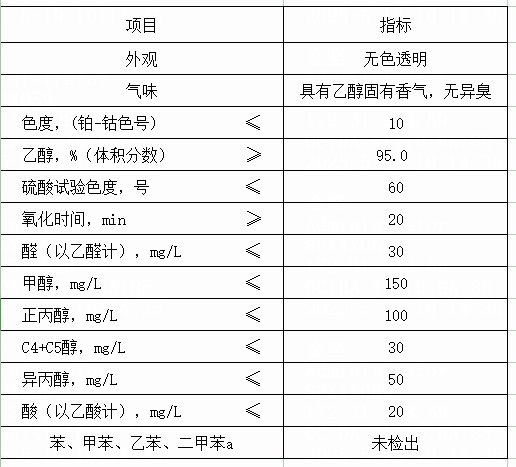 项目 指标
外观 无色透明
气味 具有乙醇固有香气，无异臭
色度，(铂-钴色号) ≤ 10
乙醇，%（体积分数） ≥ 95.0
硫酸试验色度，号 ≤ 60
氧化时间，min ≥ 20
醛（以乙醛计），mg/L ≤ 30
甲醇，mg/L ≤ 150
正丙醇，mg/L ≤ 100
C4+C5醇，mg/L ≤ 30
异丙醇，mg/L ≤ 50
酸（以乙酸计），mg/L ≤ 20
苯、甲苯、乙苯、二甲苯a 未检出